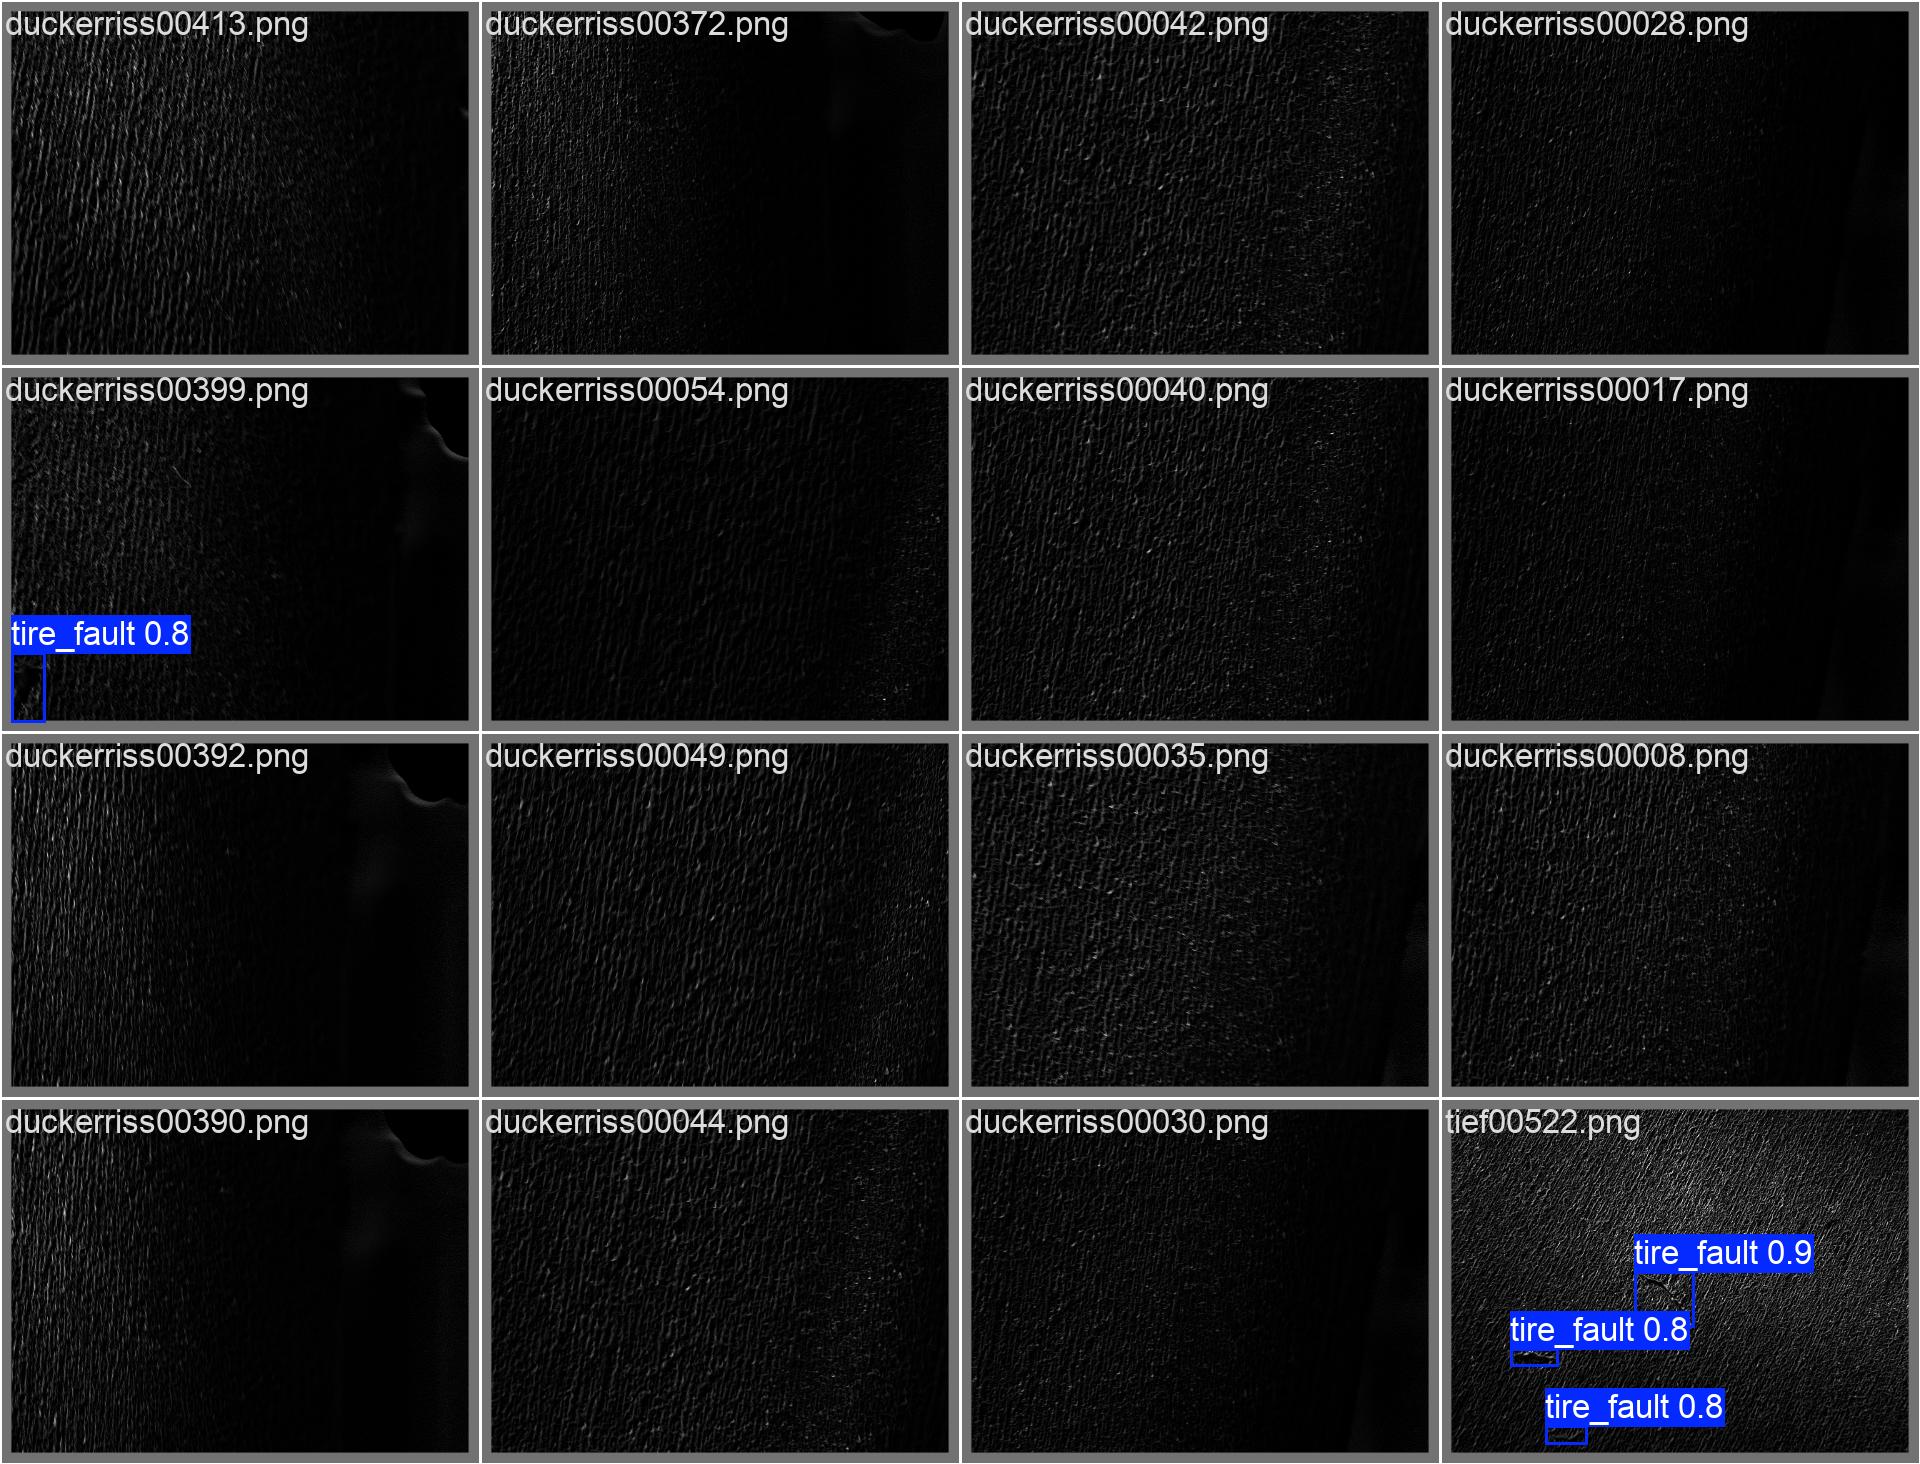 duckerriss00413.png
duckerriss00372.png
duckerriss00042.png
duckerriss00028.png
duckerriss00399.png
duckerriss00054.png
duckerriss00040.png
duckerriss00017.png
tire_fault 0.8
duckerriss00392.png
duckerriss00049.png
duckerriss00035.png
duckerriss00008.png
duckerriss00390.png
duckerriss00044.png
duckerriss00030.png
tief00522.png
tire_fault 0.9
tire_fault 0.8
tire_fault 0.8